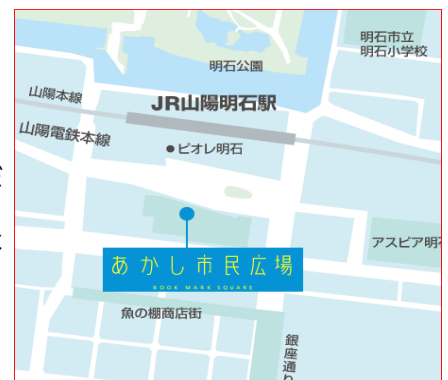 明石市立
明石小学校
明石公園
山陽本線
JR山陽明石駅
山陽電鉄本線
ピオレ明石
アスピア明石
あかし市民広場
BOOK MARK SQUARE
魚の棚商店街
銀座通り